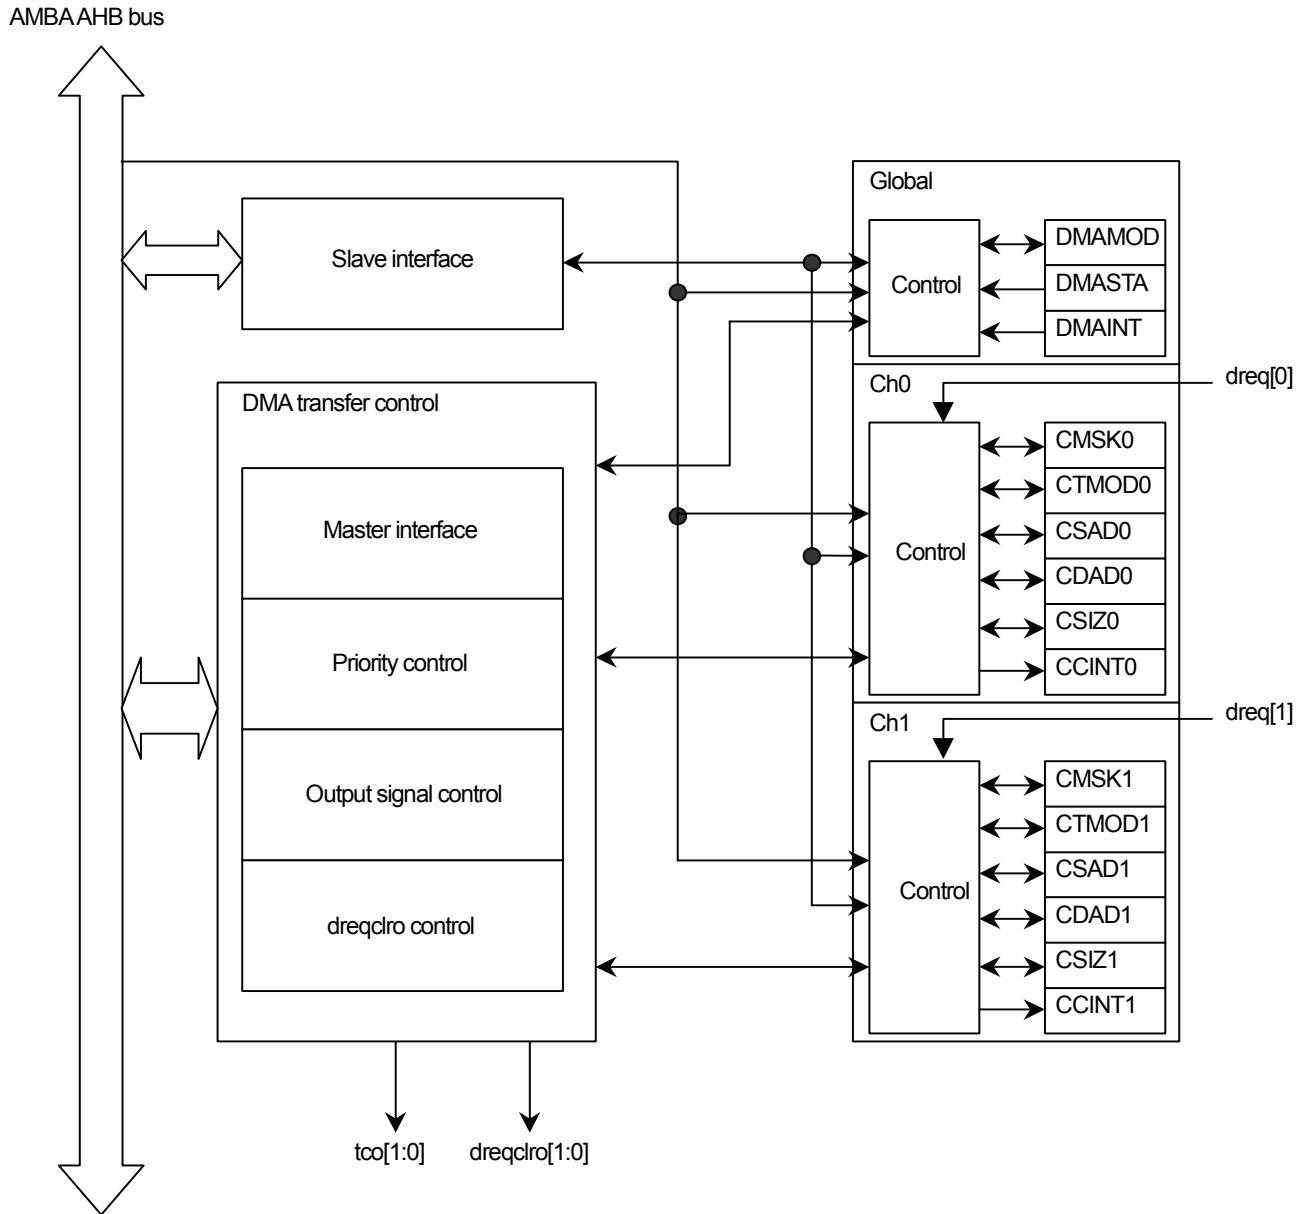 AMBA AHB bus
Slave interface
DMA transfer control
Master interface
Priority control
Output signal control
dreqclro control
tco[1:0]
dreqclro[1:0]
Global
Control
DMAMOD
DMASTA
DMAINT
Ch0
dreq[0]
Control
CMSK0
CTMOD0
CSAD0
CDAD0
CSIZ0
CCINT0
Ch1
dreq[1]
Control
CMSK1
CTMOD1
CSAD1
CDAD1
CSIZ1
CCINT1